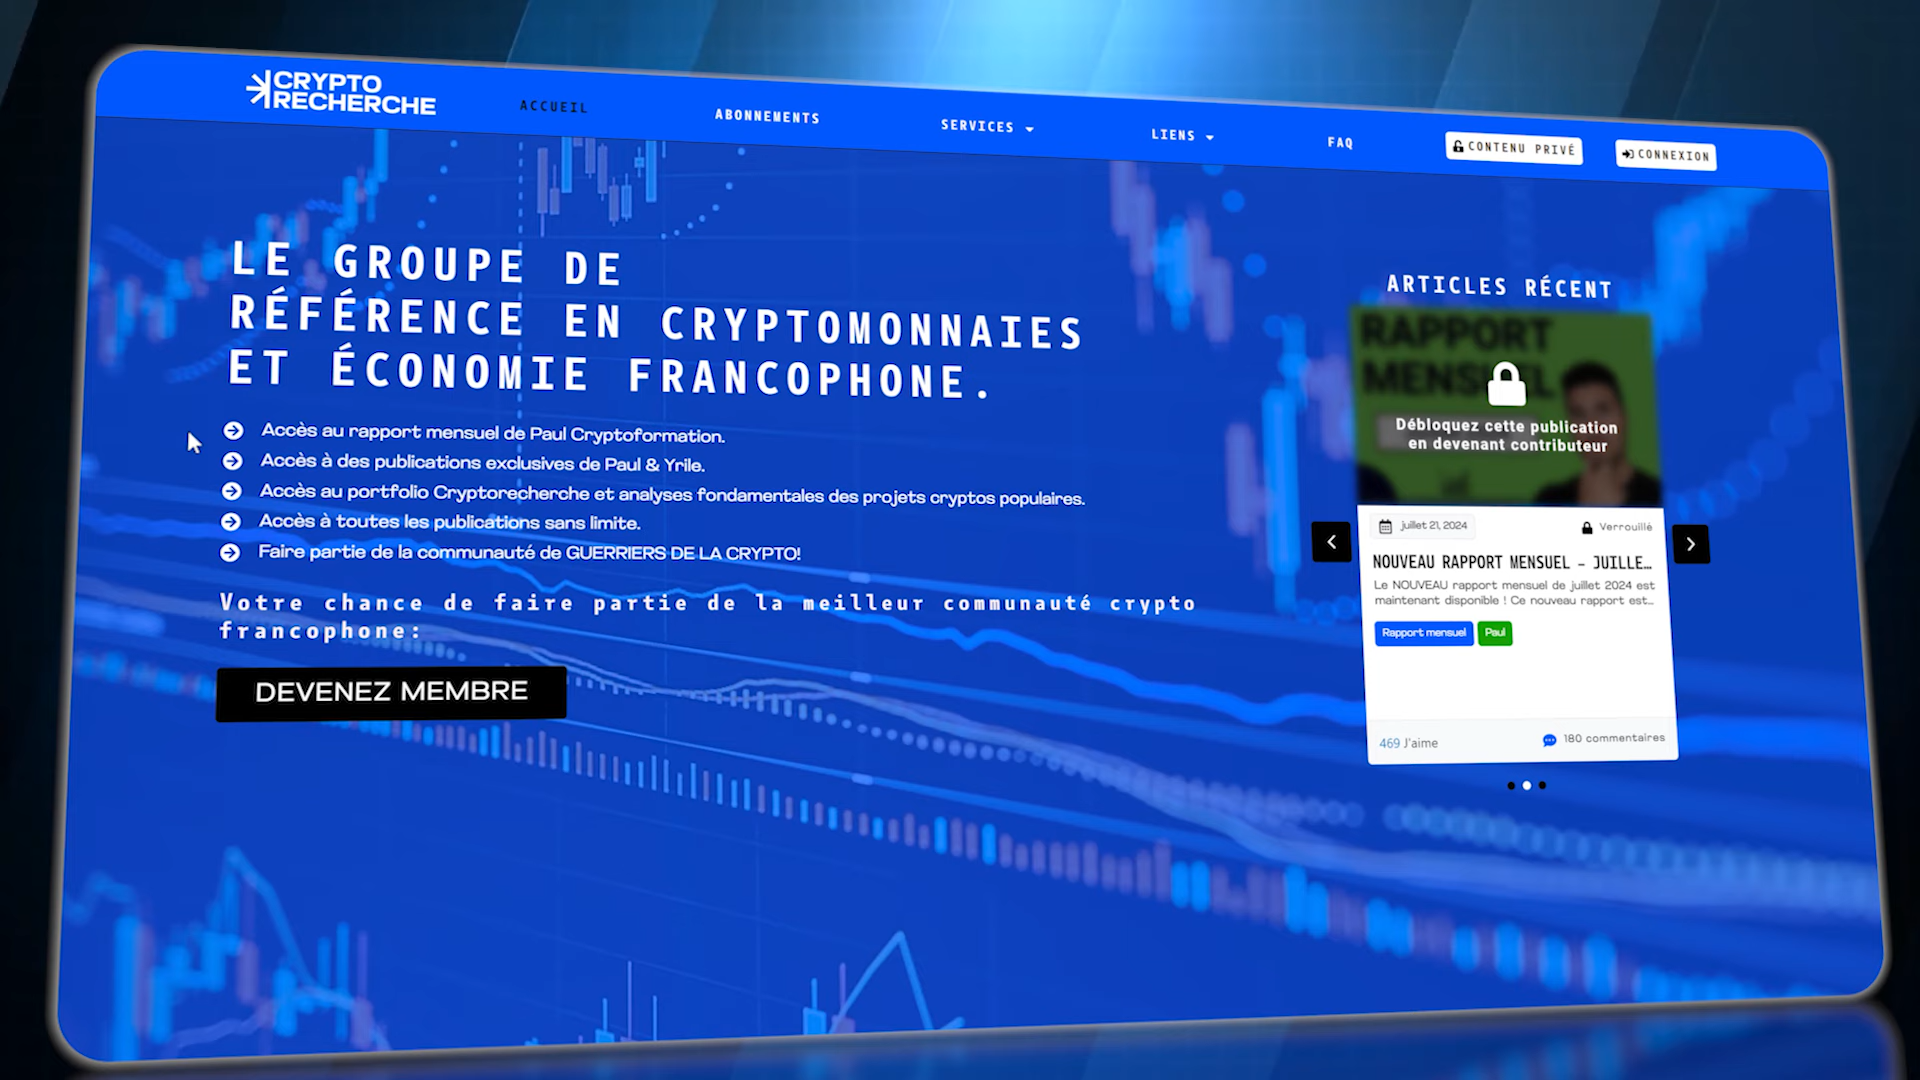 CRYPTO
RECHERCHE
ACCUEIL
ABONNEMENTS
SERVICES
LIENS
FAQ
CONTENU PRIVÉ
CONNEXION
LE GROUPE DE
RÉFÉRENCE EN CRYPTOMONNAIES
ET ÉCONOMIE FRANCOPHONE.
Accès au rapport mensuel de Paul Cryptoformation.
Accès à des publications exclusives de Paul & Yrile.
Accès au portfolio Cryptorecherche et analyses fondamentales des projets cryptos populaires.
Accès à toutes les publications sans limite.
Faire partie de la communauté de GUERRIERS DE LA CRYPTO!
Votre chance de faire partie de la meilleur communauté crypto
francophone:
DEVENEZ MEMBRE
ARTICLES RÉCENT
RAPPORT
MENSUEL
Débloquez cette publication
en devenant contributeur
juillet 21, 2024
Verrouillé
NOUVEAU RAPPORT MENSUEL – JUILLE…
Le NOUVEAU rapport mensuel de juillet 2024 est
maintenant disponible ! Ce nouveau rapport est…
Rapport mensuel
Paul
469 J'aime
180 commentaires